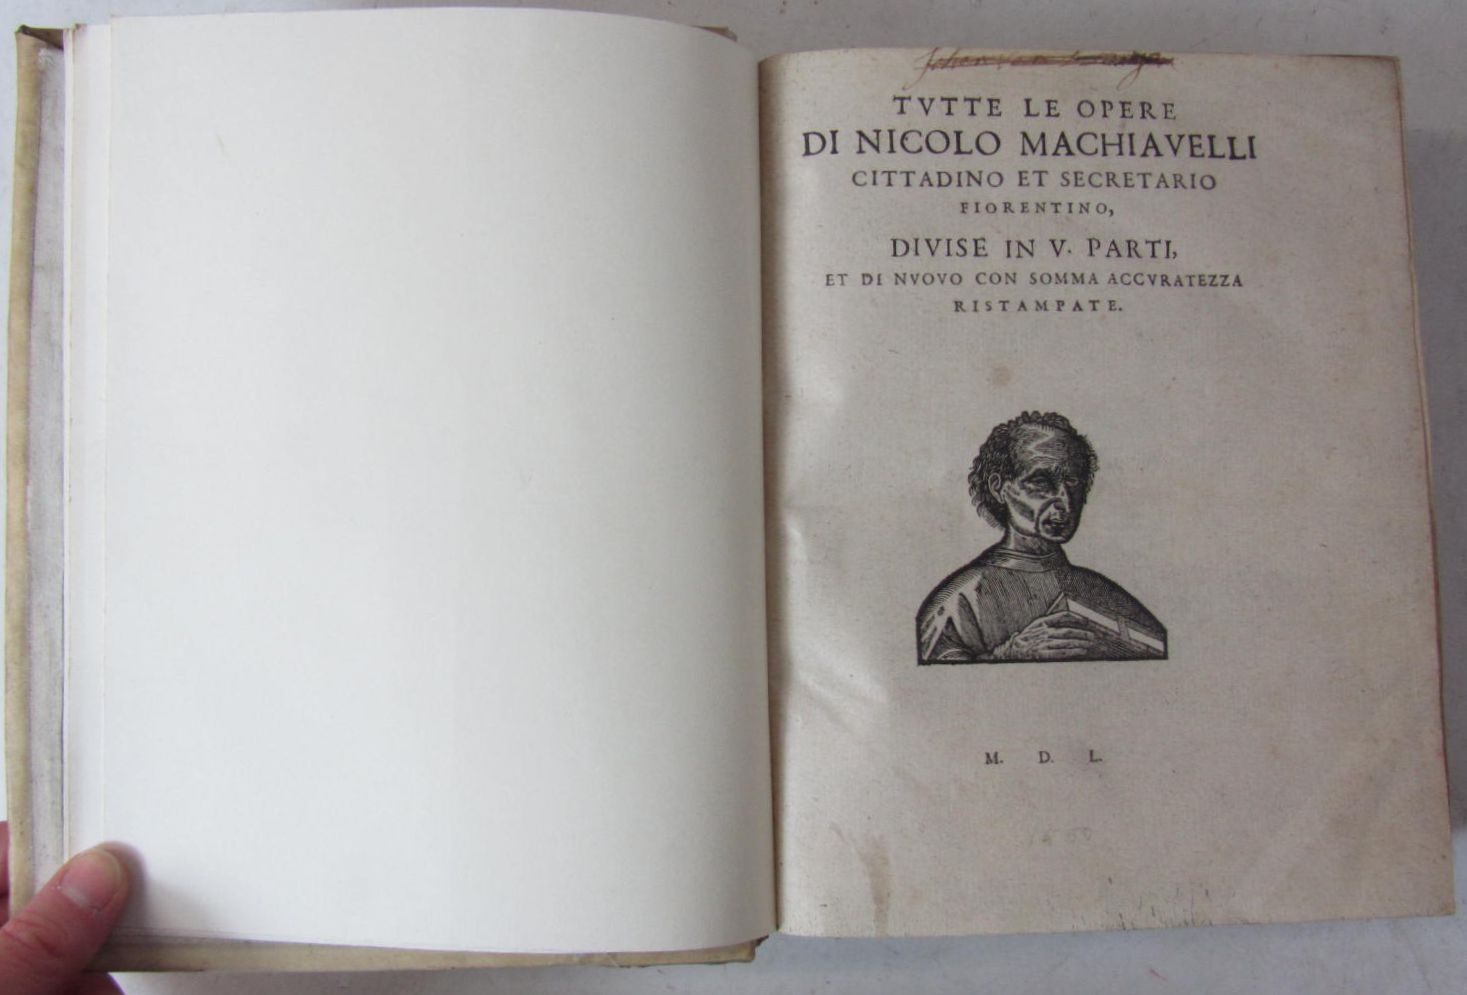 TVTTE LE OPERE
DI NICOLO MACHIAVELLI
CITTADINO ET SECRETARIO
FIORENTINO,
DIVISE IN V. PARTI,
ET DI NVOVO CON SOMMA ACCVRATEZZA
RISTAMPATE.
M. D. L.